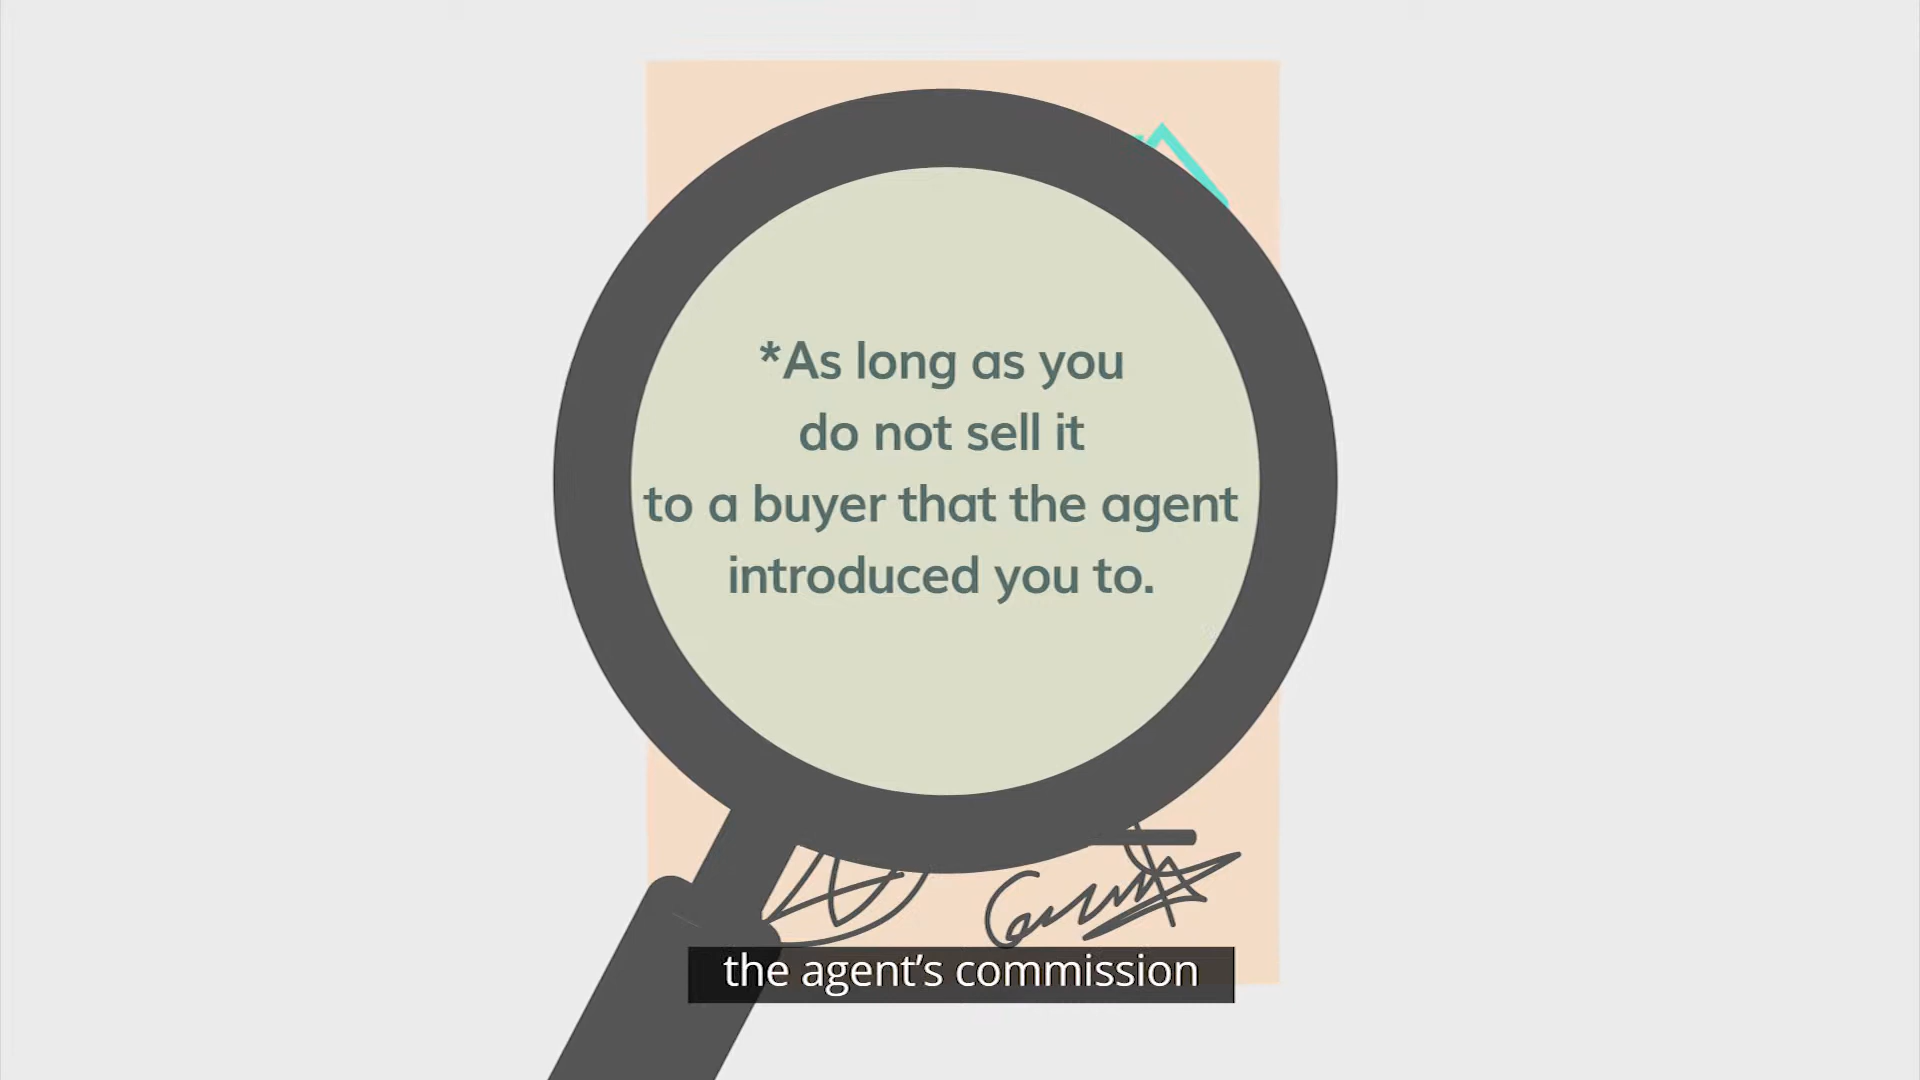 *As long as you
do not sell it
to a buyer that the agent
introduced you to.
the agent’s commission